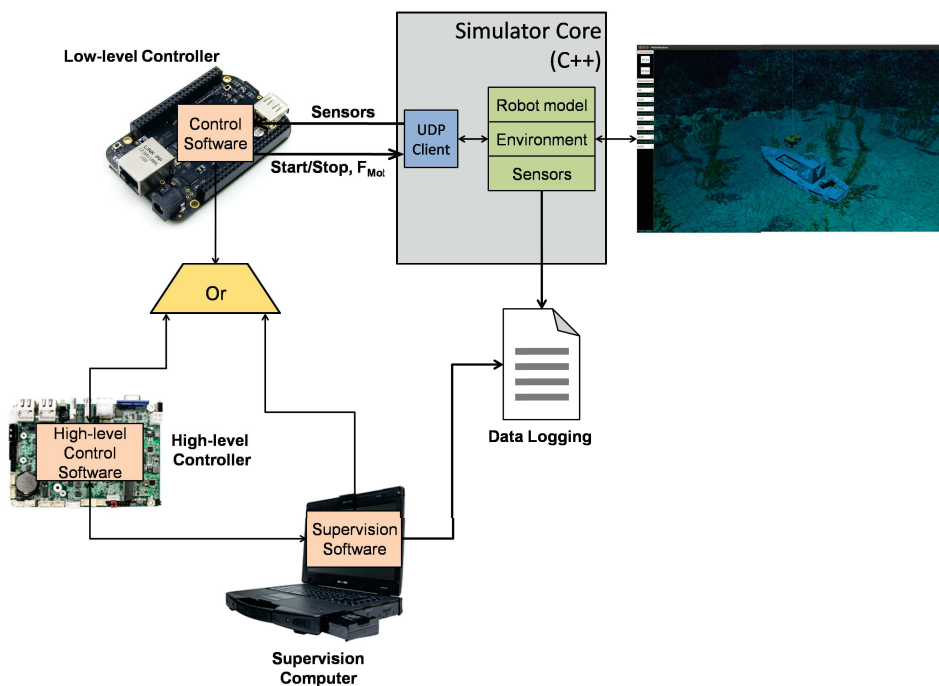 Simulator Core
(C++)
Low-level Controller
Control
Software
Sensors
Start/Stop, FMot
UDP
Client
Robot model
Environment
Sensors
Or
High-level
Control
Software
High-level
Controller
Data Logging
Supervision
Software
Supervision
Computer